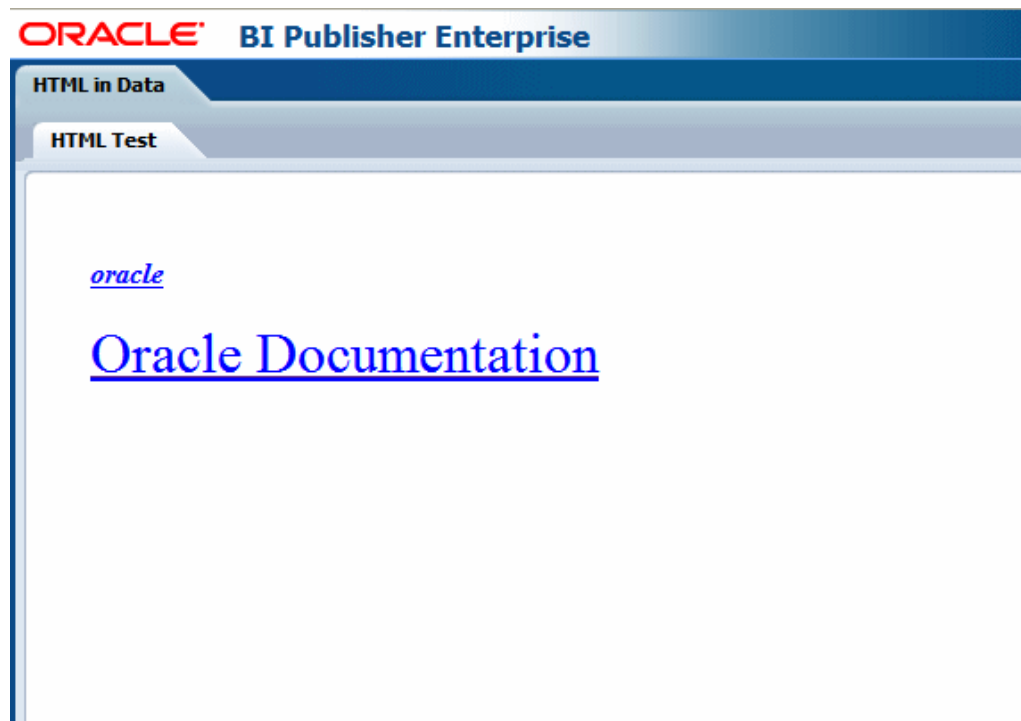 ORACLE BI Publisher Enterprise
HTML in Data
HTML Test
oracle
Oracle Documentation